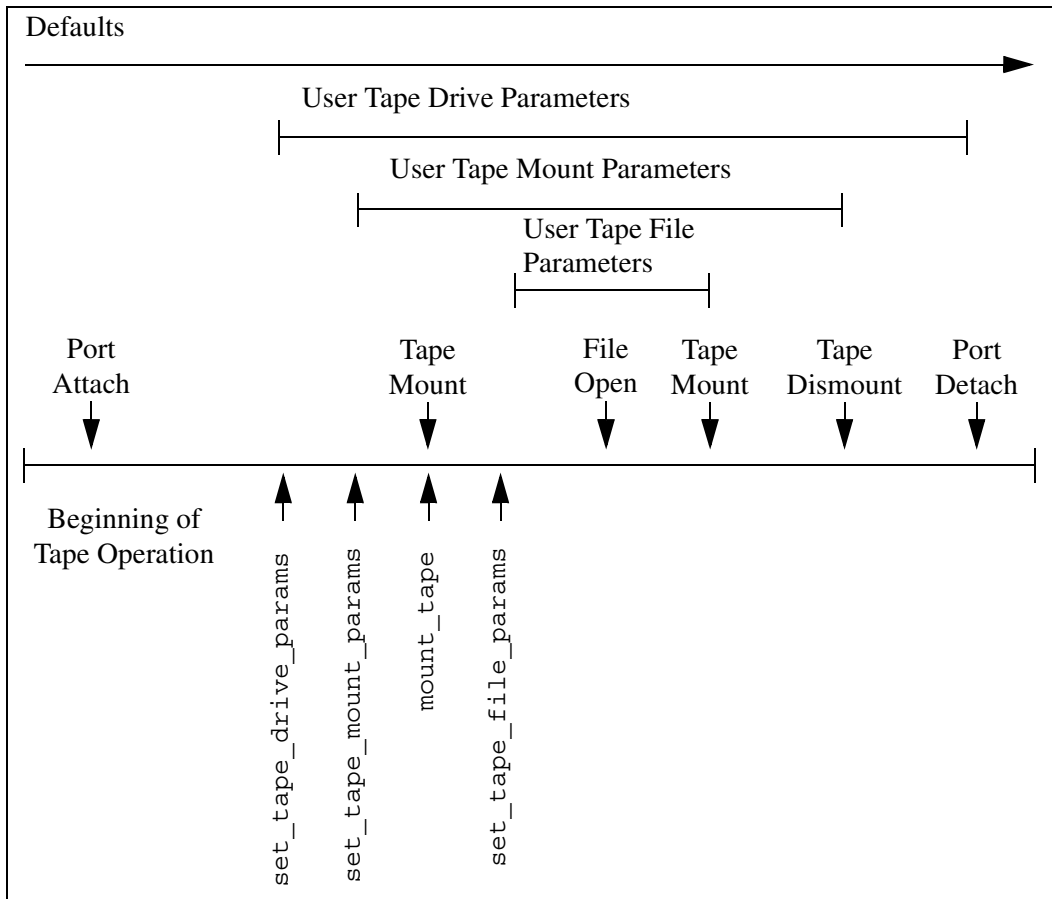 Defaults
User Tape Drive Parameters
User Tape Mount Parameters
User Tape File
Parameters
Port
Attach
Tape
Mount
File
Open
Tape
Mount
Tape
Dismount
Port
Detach
Beginning of
Tape Operation
set_tape_drive_params
set_tape_mount_params
mount_tape
set_tape_file_params